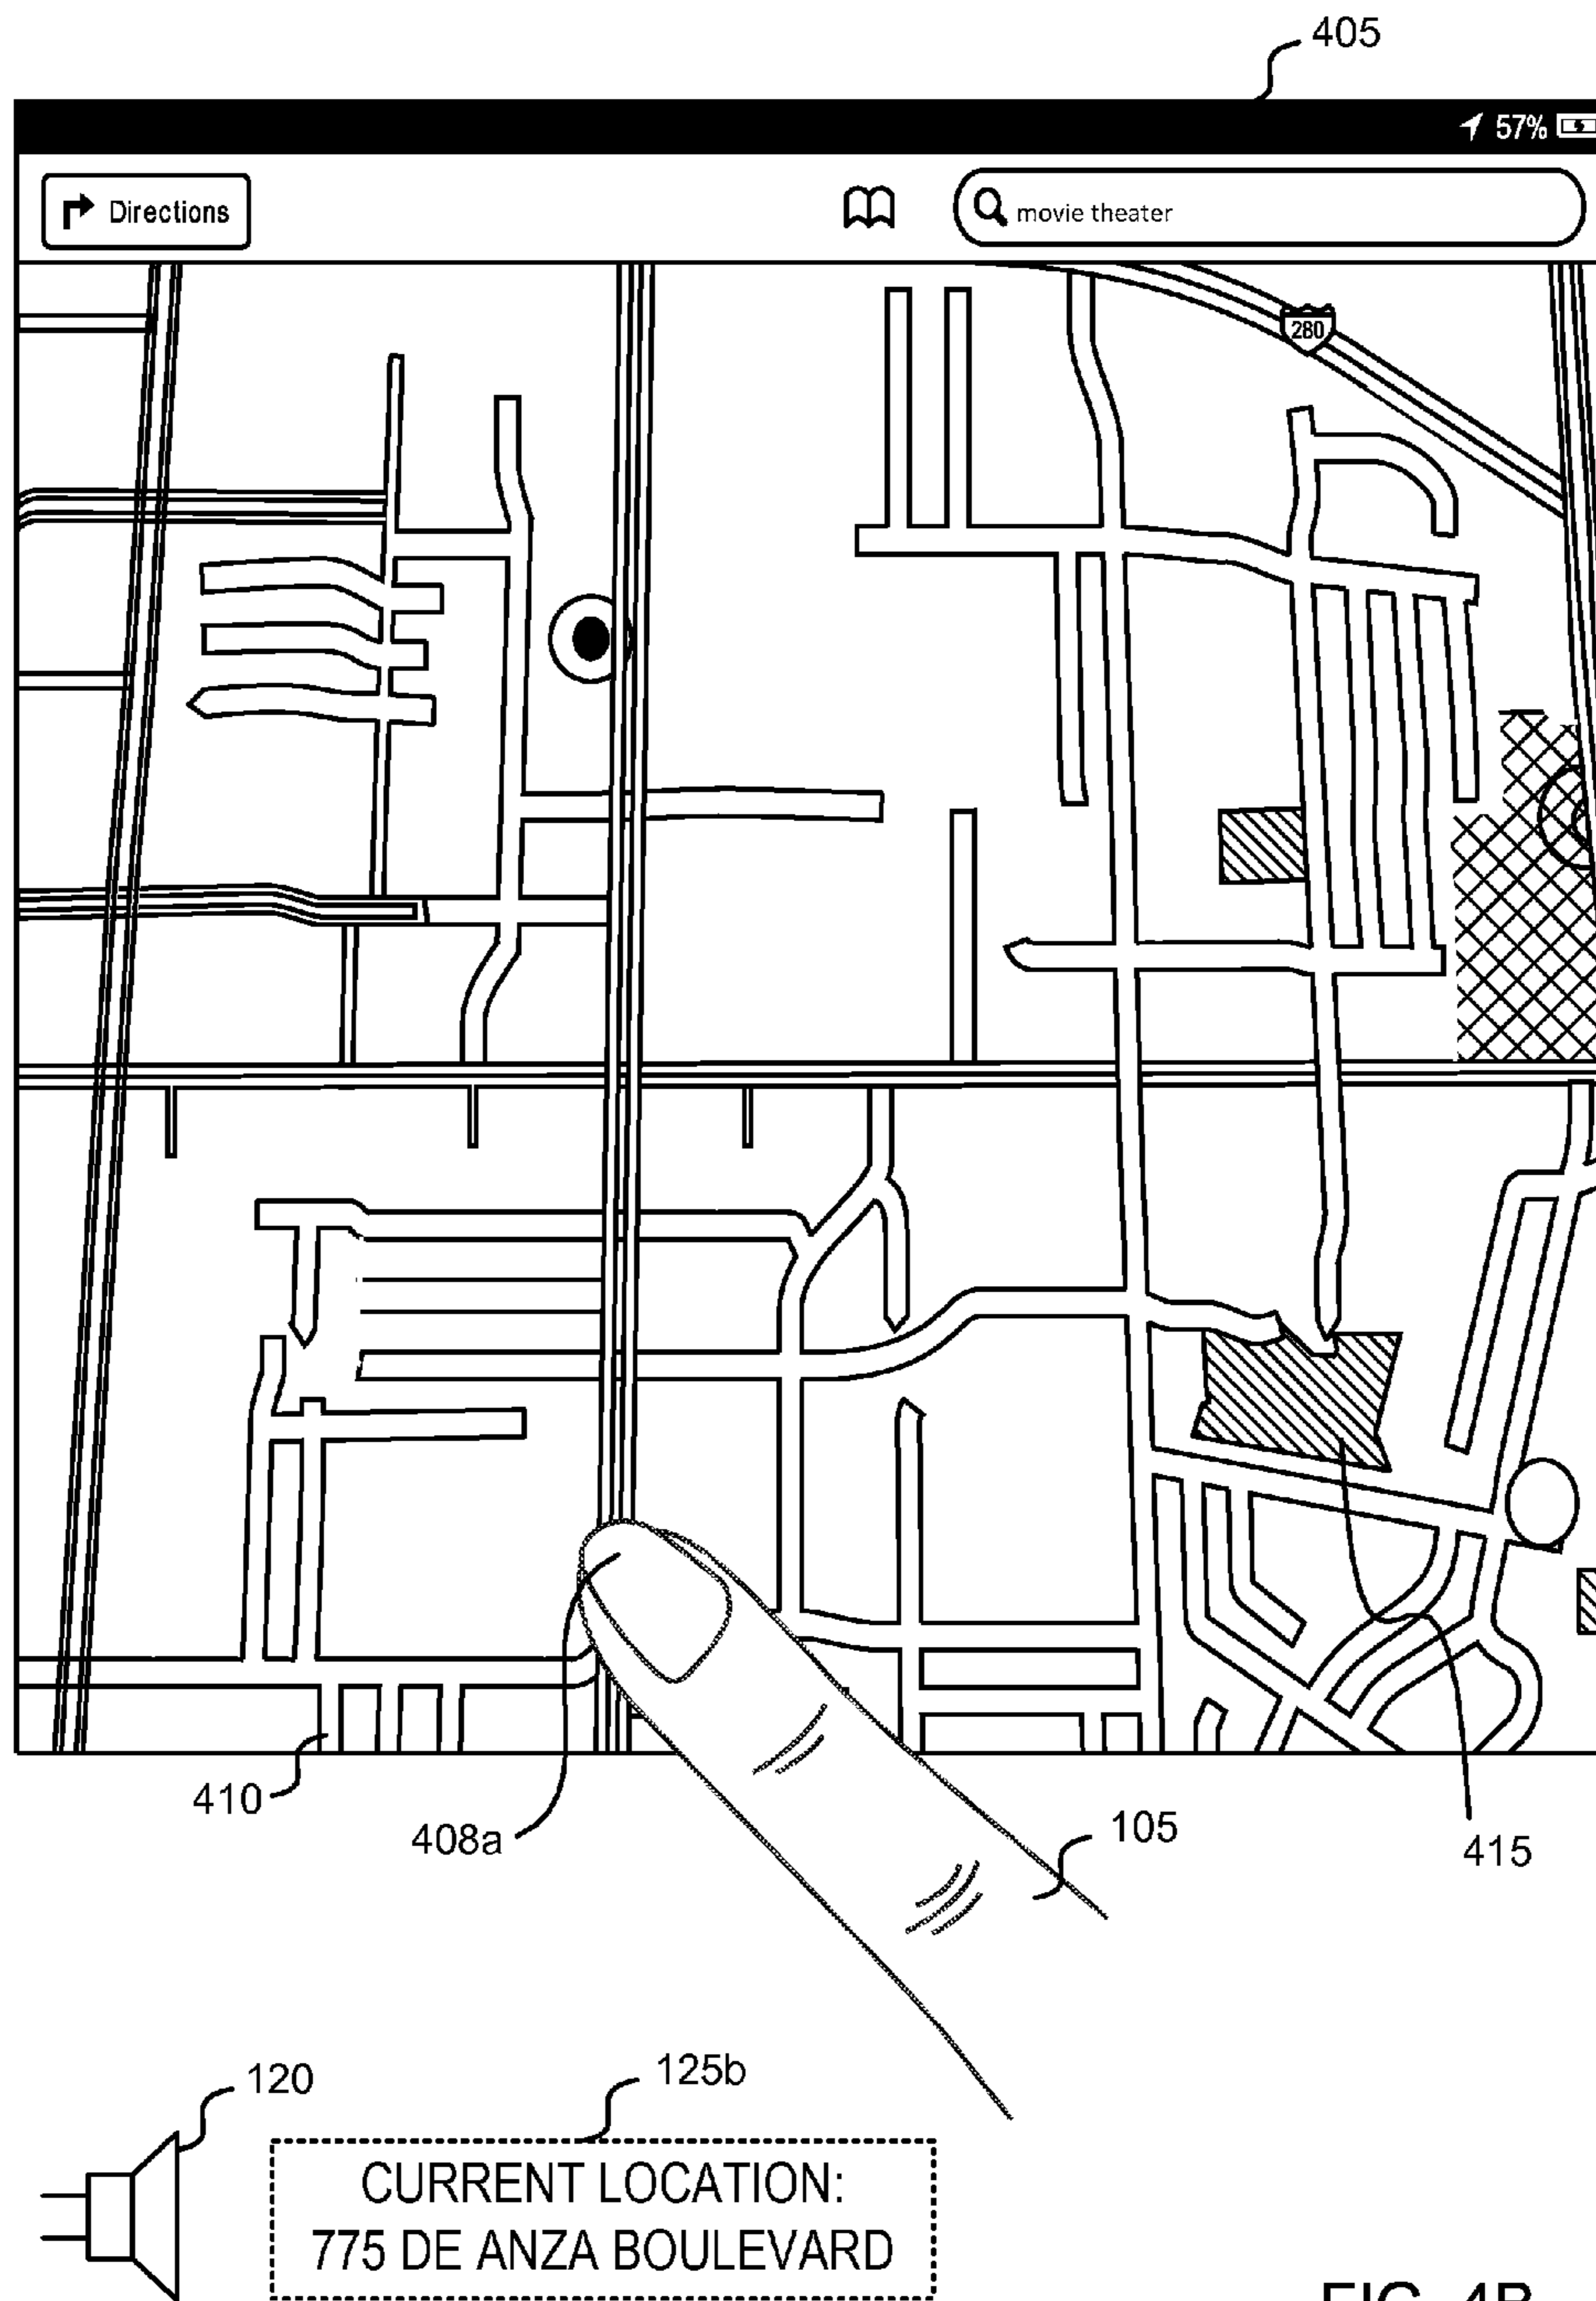 405
57%
Directions
movie theater
280
410
408a
105
415
120
125b
CURRENT LOCATION:
775 DE ANZA BOULEVARD